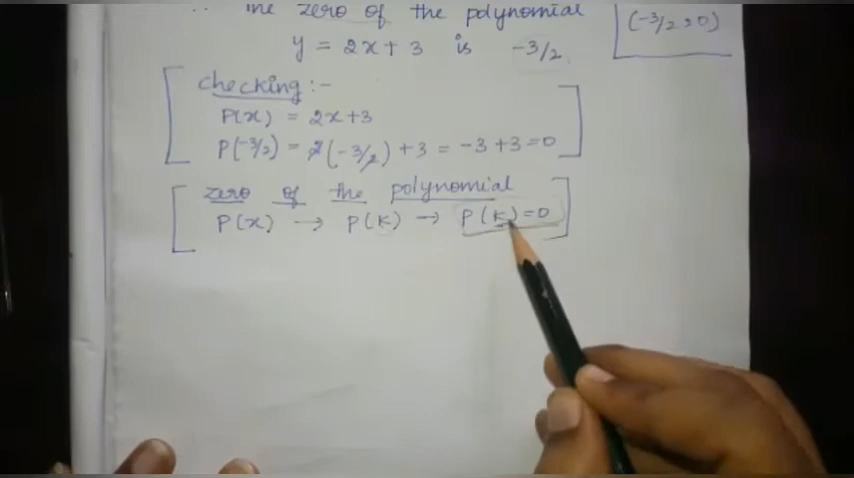 ∴ The zero of the polynomial
y = 2x + 3 is -3/2.
(-3/2, 0)
checking :-
P(x) = 2x+3
P(-3/2) = 2(-3/2) + 3 = -3 + 3 = 0
zero of the polynomial
P(x) → P(k) → P(k) = 0